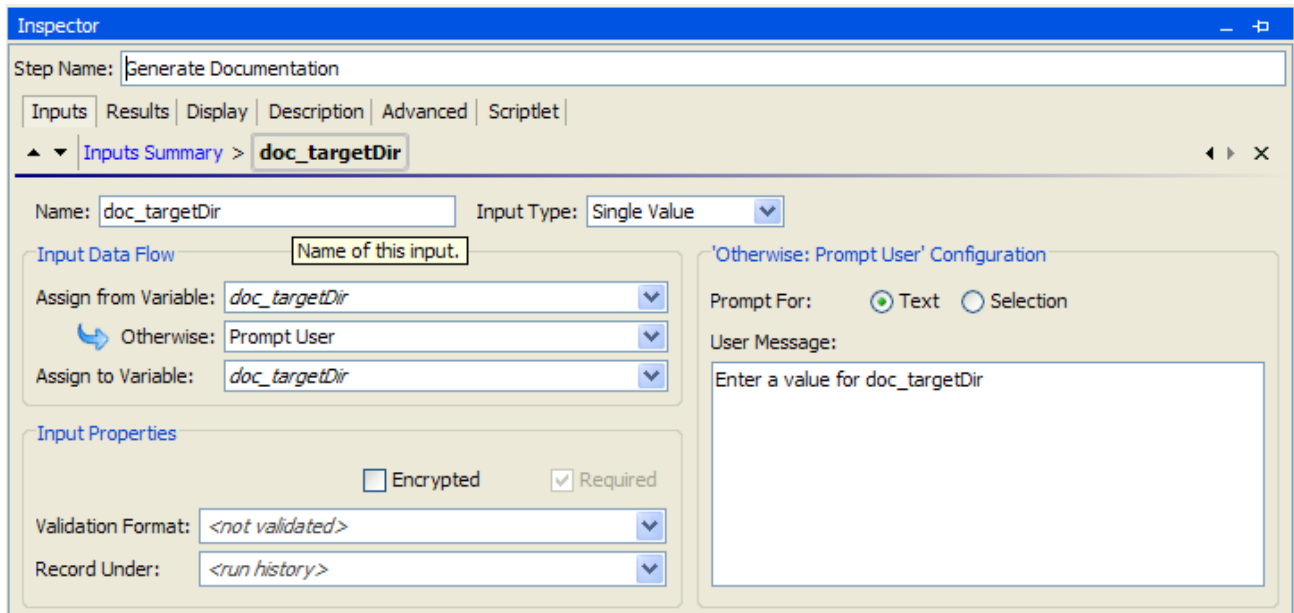 Inspector
Step Name: Generate Documentation
Inputs Results Display Description Advanced Scriptlet
Inputs Summary > doc_targetDir
Name: doc_targetDir Input Type: Single Value
Name of this input.
Input Data Flow
Assign from Variable: doc_targetDir
Otherwise: Prompt User
Assign to Variable: doc_targetDir
Input Properties
Encrypted Required
Validation Format: <not validated>
Record Under: <run history>
'Otherwise: Prompt User' Configuration
Prompt For: Text Selection
User Message:
Enter a value for doc_targetDir